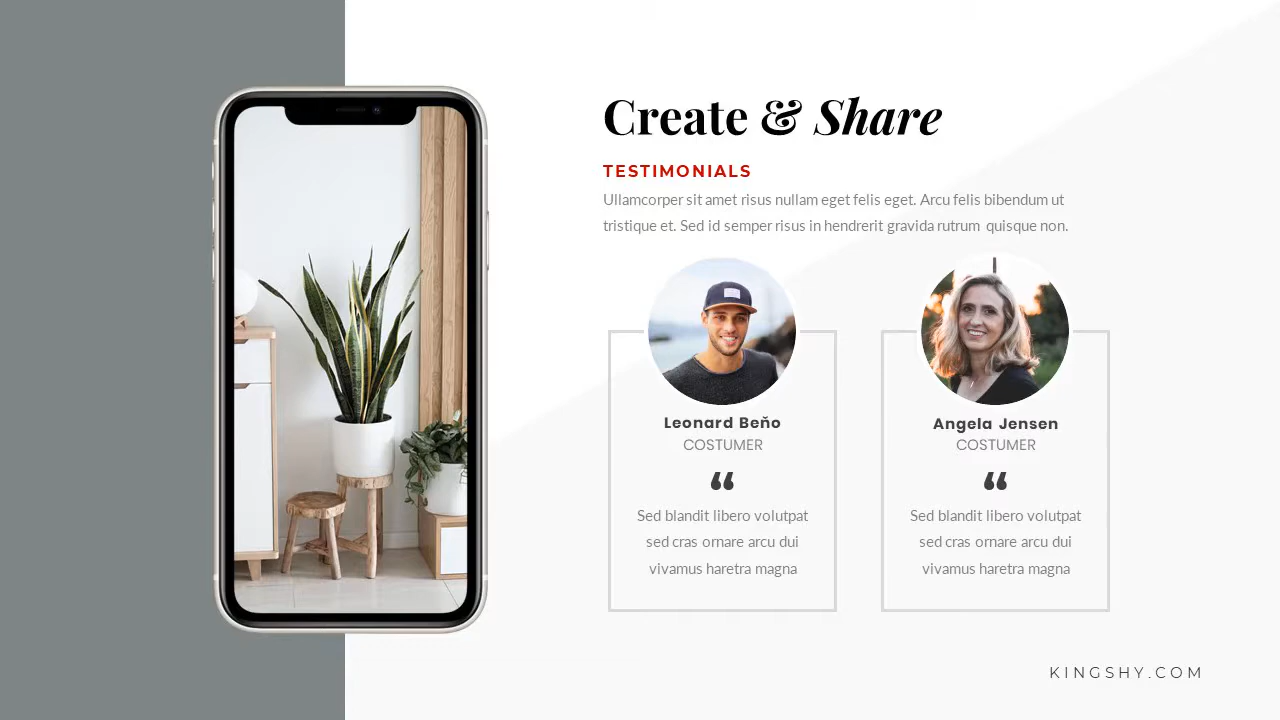 Create & Share
TESTIMONIALS
Ullamcorper sit amet risus nullam eget felis eget. Arcu felis bibendum ut
tristique et. Sed id semper risus in hendrerit gravida rutrum quisque non.
Leonard Beňo
COSTUMER
“
Sed blandit libero volutpat
sed cras ornare arcu dui
vivamus haretra magna
Angela Jensen
COSTUMER
“
Sed blandit libero volutpat
sed cras ornare arcu dui
vivamus haretra magna
KINGSHY.COM